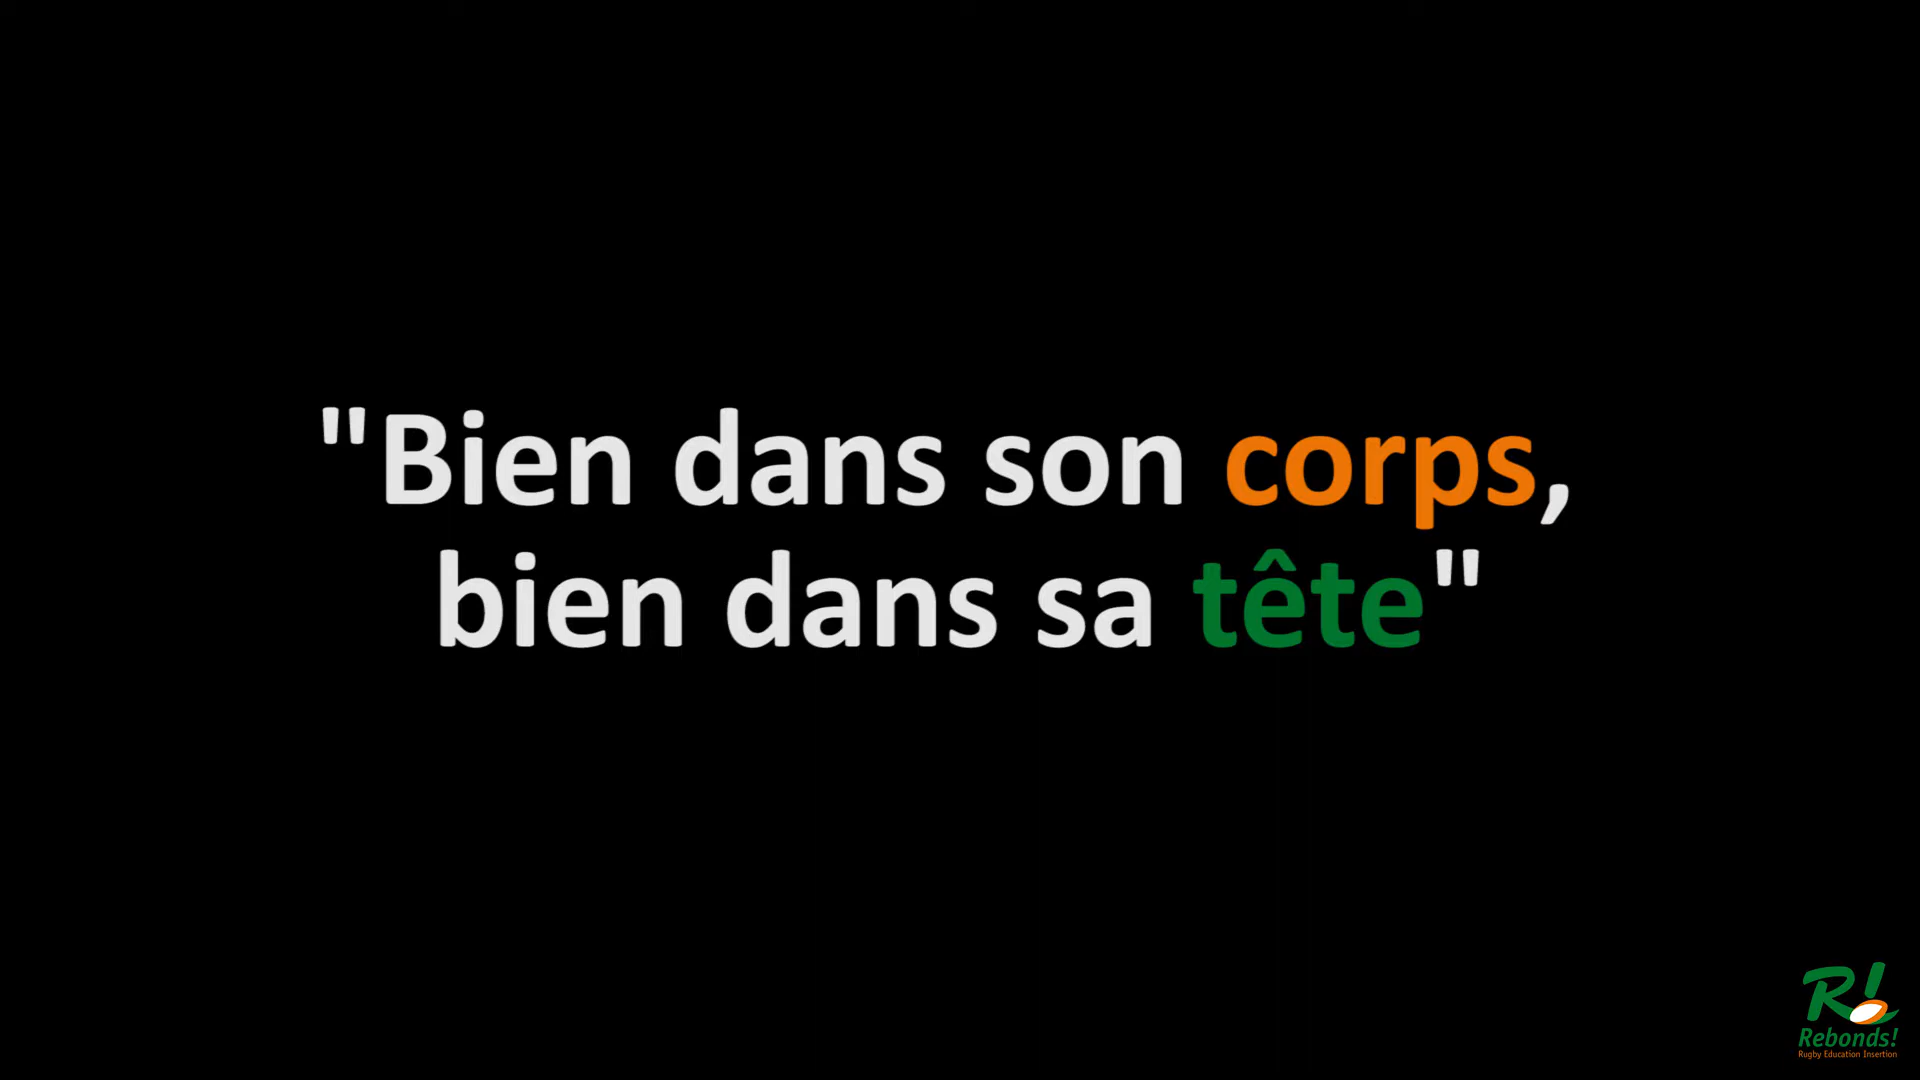 "Bien dans son corps,
bien dans sa tête"
R!
Rebonds!
Rugby Education Insertion